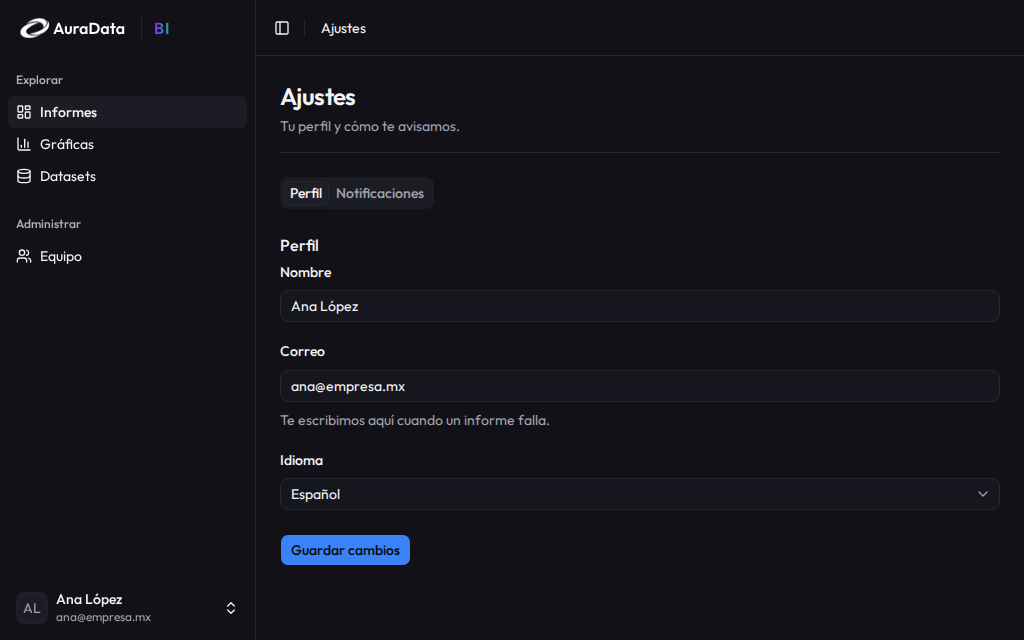 AuraData BI
Ajustes
Explorar
Informes
Gráficas
Datasets
Administrar
Equipo
Ana López
ana@empresa.mx
AL
Ajustes
Tu perfil y cómo te avisamos.
Perfil Notificaciones
Perfil
Nombre
Ana López
Correo
ana@empresa.mx
Te escribimos aquí cuando un informe falla.
Idioma
Español
Guardar cambios